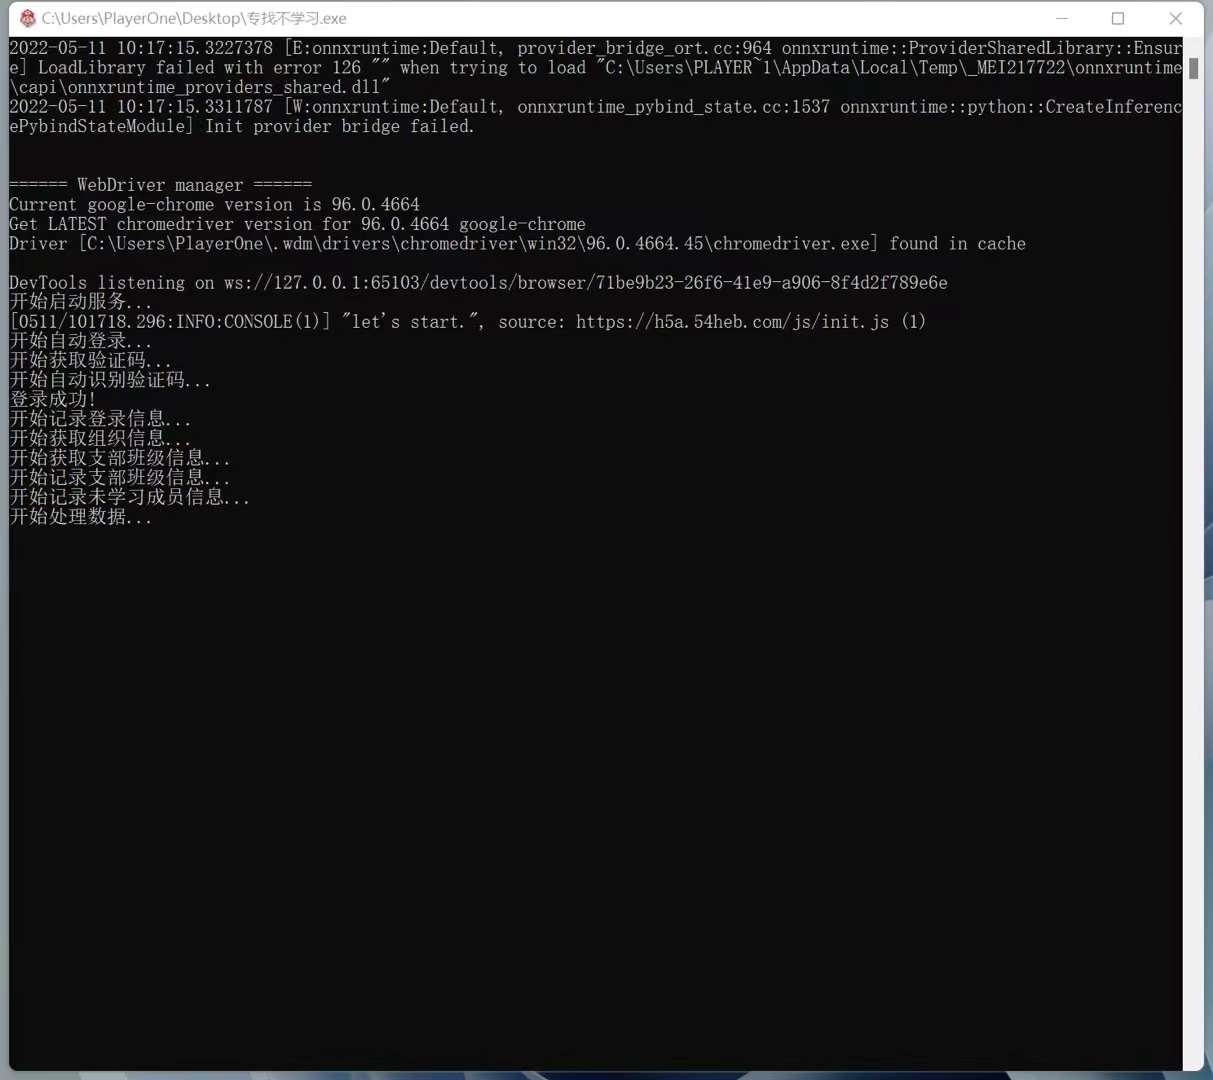 C:\Users\PlayerOne\Desktop\专找不学习.exe
2022-05-11 10:17:15.3227378 [E:onnxruntime:Default, provider_bridge_ort.cc:964 onnxruntime::ProviderSharedLibrary::Ensur
e] LoadLibrary failed with error 126 "" when trying to load "C:\Users\PLAYER~1\AppData\Local\Temp\_MEI217722\onnxruntime
\capi\onnxruntime_providers_shared.dll"
2022-05-11 10:17:15.3311787 [W:onnxruntime:Default, onnxruntime_pybind_state.cc:1537 onnxruntime::python::CreateInferenc
ePybindStateModule] Init provider bridge failed.
====== WebDriver manager ======
Current google-chrome version is 96.0.4664
Get LATEST chromedriver version for 96.0.4664 google-chrome
Driver [C:\Users\PlayerOne\.wdm\drivers\chromedriver\win32\96.0.4664.45\chromedriver.exe] found in cache
DevTools listening on ws://127.0.0.1:65103/devtools/browser/71be9b23-26f6-41e9-a906-8f4d2f789e6e
开始启动服务...
[0511/101718.296:INFO:CONSOLE(1)] "let's start.", source: https://h5a.54heb.com/js/init.js (1)
开始自动登录...
开始获取验证码...
开始自动识别验证码...
登录成功!
开始记录登录信息...
开始获取组织信息...
开始获取支部班级信息...
开始记录支部班级信息...
开始记录未学习成员信息...
开始处理数据...